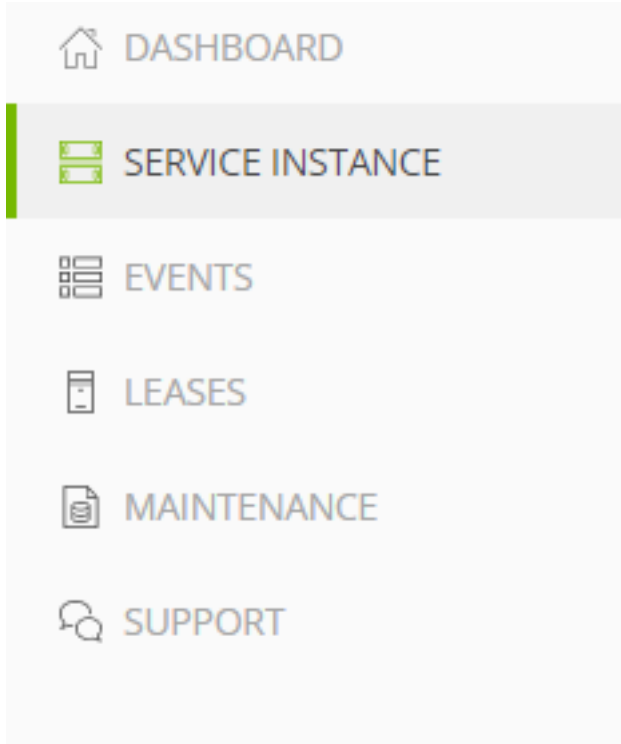 DASHBOARD
SERVICE INSTANCE
EVENTS
LEASES
MAINTENANCE
SUPPORT